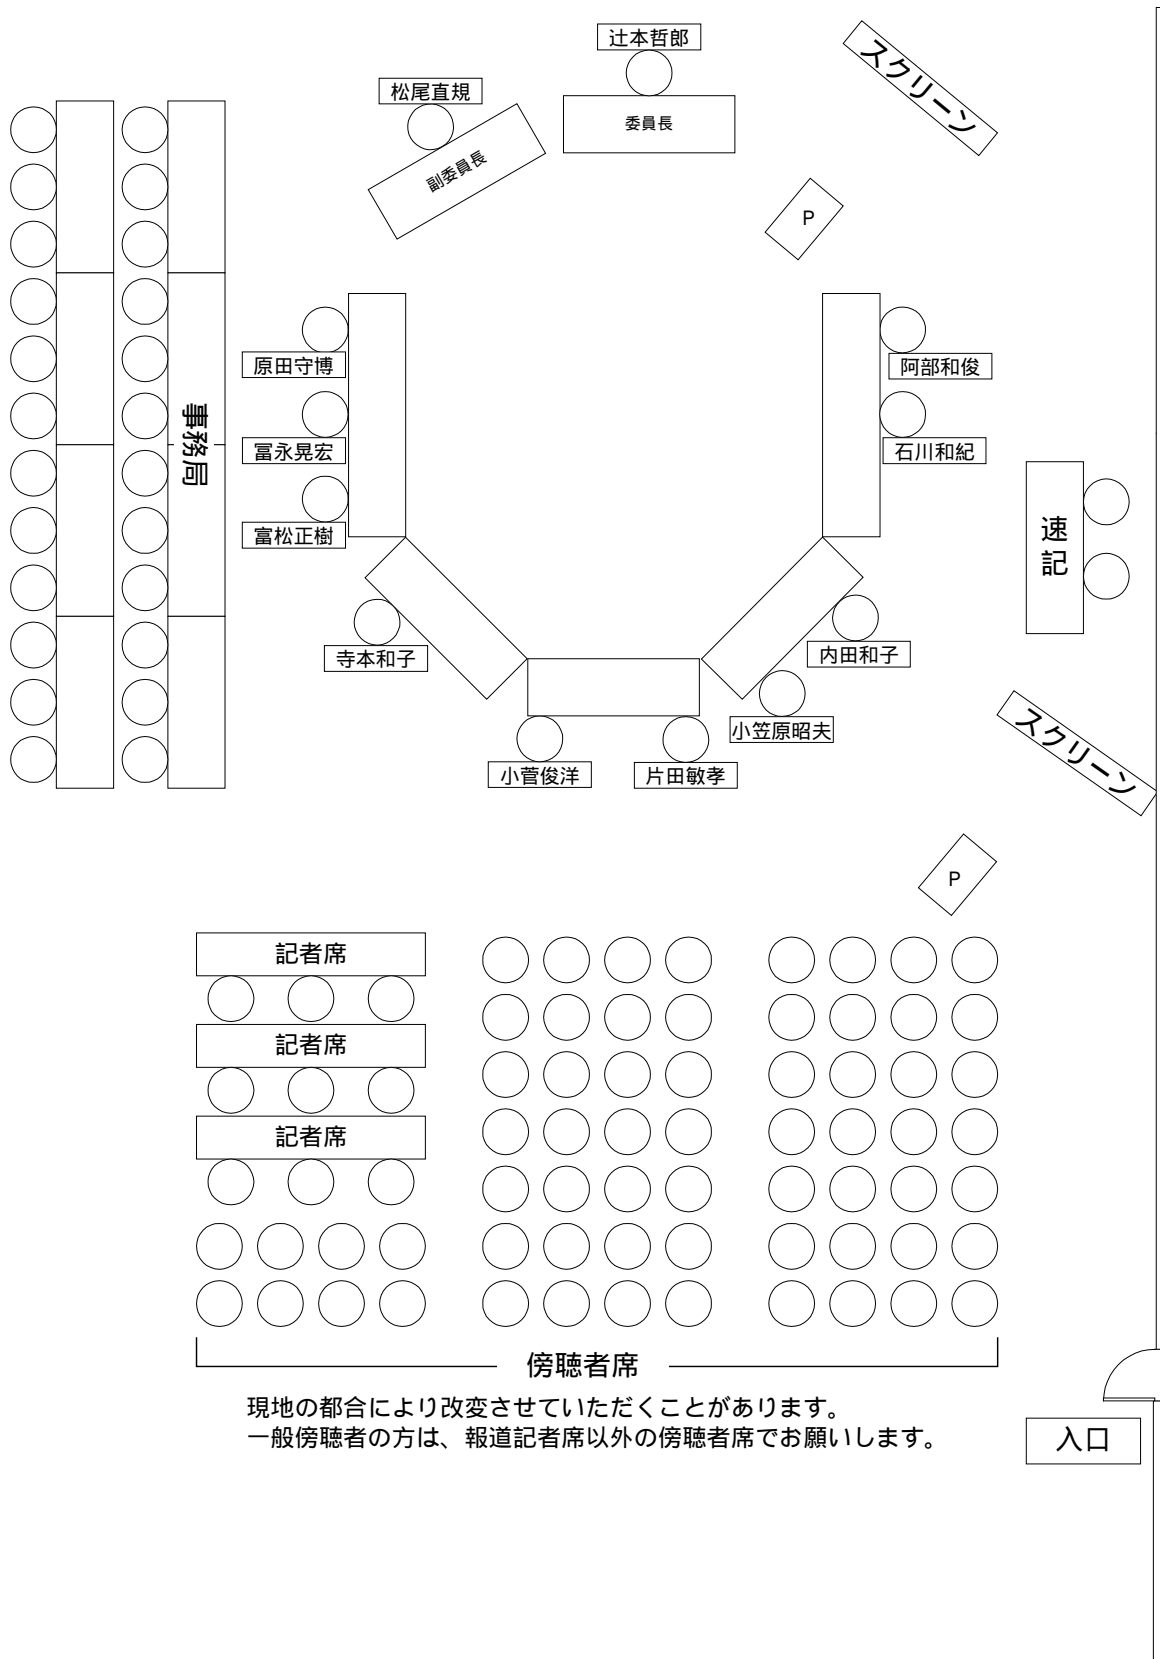 辻本哲郎
スクリーン
松尾直規
委員長
副委員長
P
原田守博
阿部和俊
事務局
冨永晃宏
石川和紀
富松正樹
速記
寺本和子
内田和子
小笠原昭夫
スクリーン
小菅俊洋
片田敏孝
P
記者席
記者席
記者席
傍聴者席
現地の都合により改変させていただくことがあります。
一般傍聴者の方は、報道記者席以外の傍聴者席でお願いします。
入口